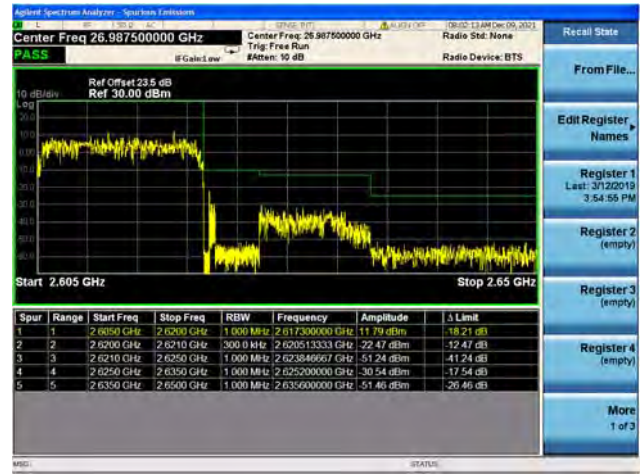 Agilent Spectrum Analyzer - Spurious Emissions
L RF 50 Ω AC SENSE:INT ALIGN OFF 08:02:13 AM Dec 09, 2021
Center Freq 26.987500000 GHz
Center Freq: 26.987500000 GHz
Radio Std: None
PASS
IFGain:Low
Trig: Free Run
#Atten: 10 dB
Radio Device: BTS
Ref Offset 23.5 dB
10 dB/div Ref 30.00 dBm
Log
20.0
10.0
0.00
-10.0
-20.0
-30.0
-40.0
-50.0
-60.0
Start 2.605 GHz Stop 2.65 GHz
Spur Range Start Freq Stop Freq RBW Frequency Amplitude Δ Limit
1 1 2.6050 GHz 2.6200 GHz 1.000 MHz 2.617300000 GHz 11.79 dBm -18.21 dB
2 2 2.6200 GHz 2.6210 GHz 300.0 kHz 2.620513333 GHz -22.47 dBm -12.47 dB
3 3 2.6210 GHz 2.6250 GHz 1.000 MHz 2.623846667 GHz -51.24 dBm -41.24 dB
4 4 2.6250 GHz 2.6350 GHz 1.000 MHz 2.625200000 GHz -30.54 dBm -17.54 dB
5 5 2.6350 GHz 2.6500 GHz 1.000 MHz 2.635600000 GHz -51.46 dBm -26.46 dB
MSG STATUS
Recall State
From File...
Edit Register
Names
Register 1
Last: 3/12/2019
3:54:55 PM
Register 2
(empty)
Register 3
(empty)
Register 4
(empty)
More
1 of 3